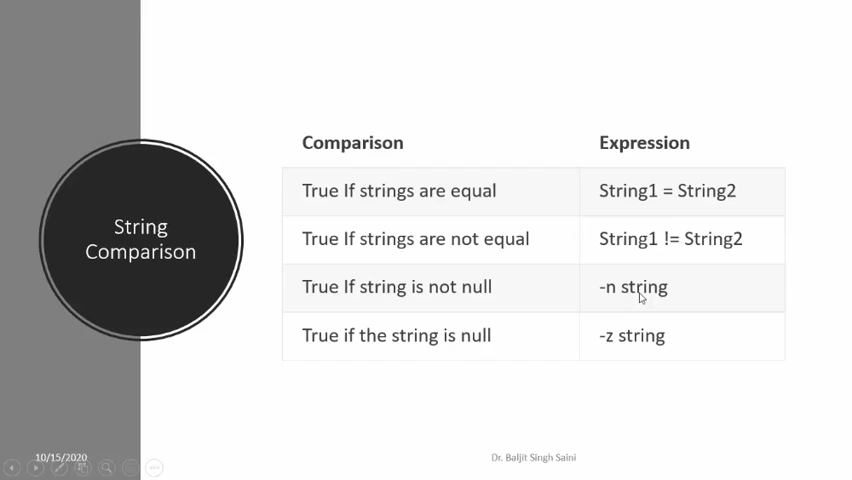 String
Comparison
Comparison Expression
True If strings are equal String1 = String2
True If strings are not equal String1 != String2
True If string is not null -n string
True if the string is null -z string
10/15/2020
Dr. Baljit Singh Saini